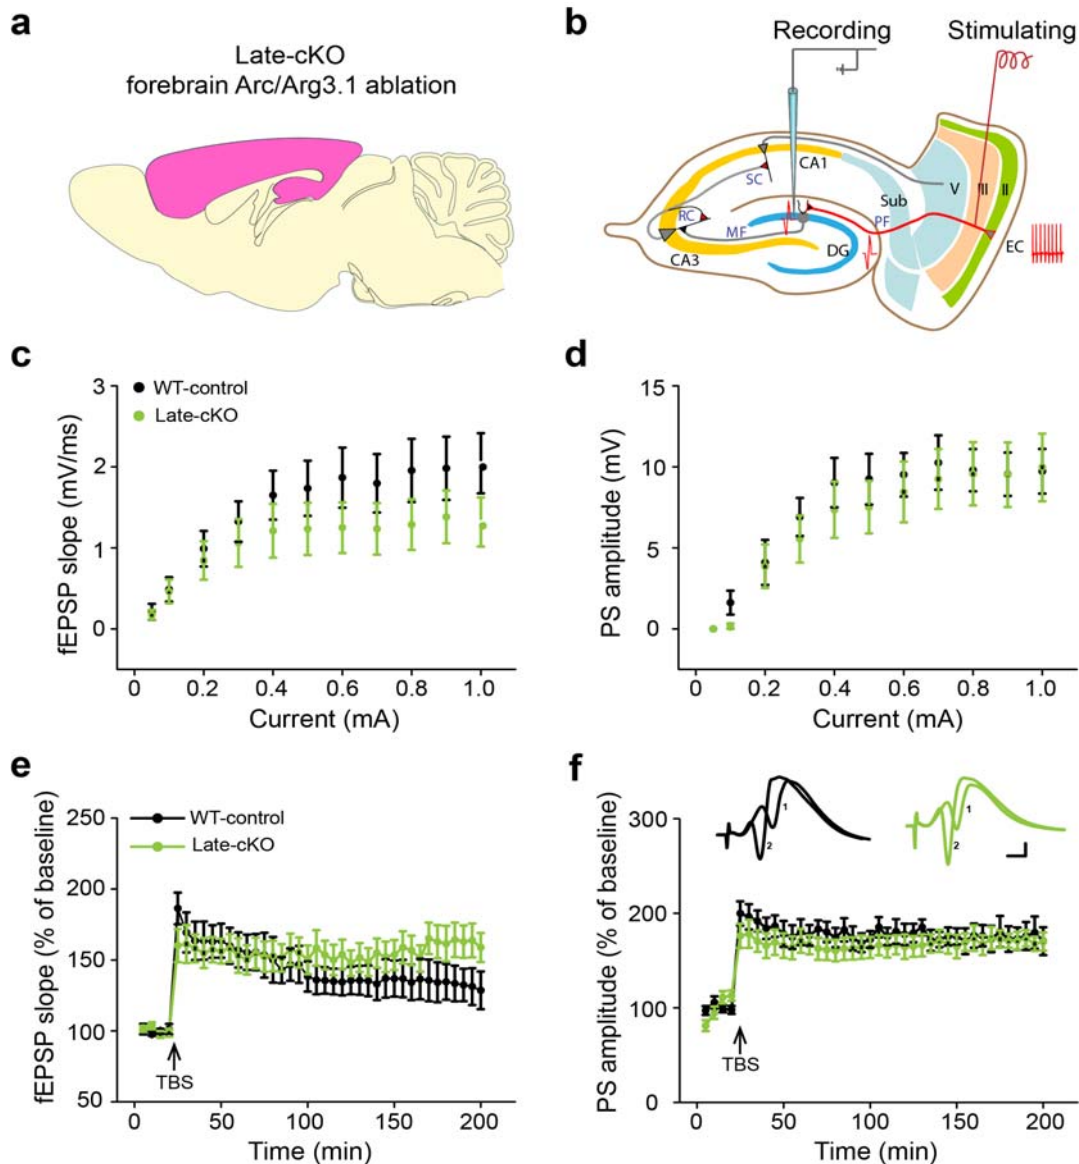 a
Late-cKO
forebrain Arc/Arg3.1 ablation
b
Recording
Stimulating
CA1
SC
Sub
V
III
II
RC
MF
PF
EC
DG
CA3
c
WT-control
Late-cKO
fEPSP slope (mV/ms)
3
2
1
0
0 0.2 0.4 0.6 0.8 1.0
Current (mA)
d
PS amplitude (mV)
15
10
5
0
0 0.2 0.4 0.6 0.8 1.0
Current (mA)
e
WT-control
Late-cKO
fEPSP slope (% of baseline)
250
200
150
100
50
TBS
0 50 100 150 200
Time (min)
f
PS amplitude (% of baseline)
300
200
100
0
1
2
1
2
TBS
0 50 100 150 200
Time (min)